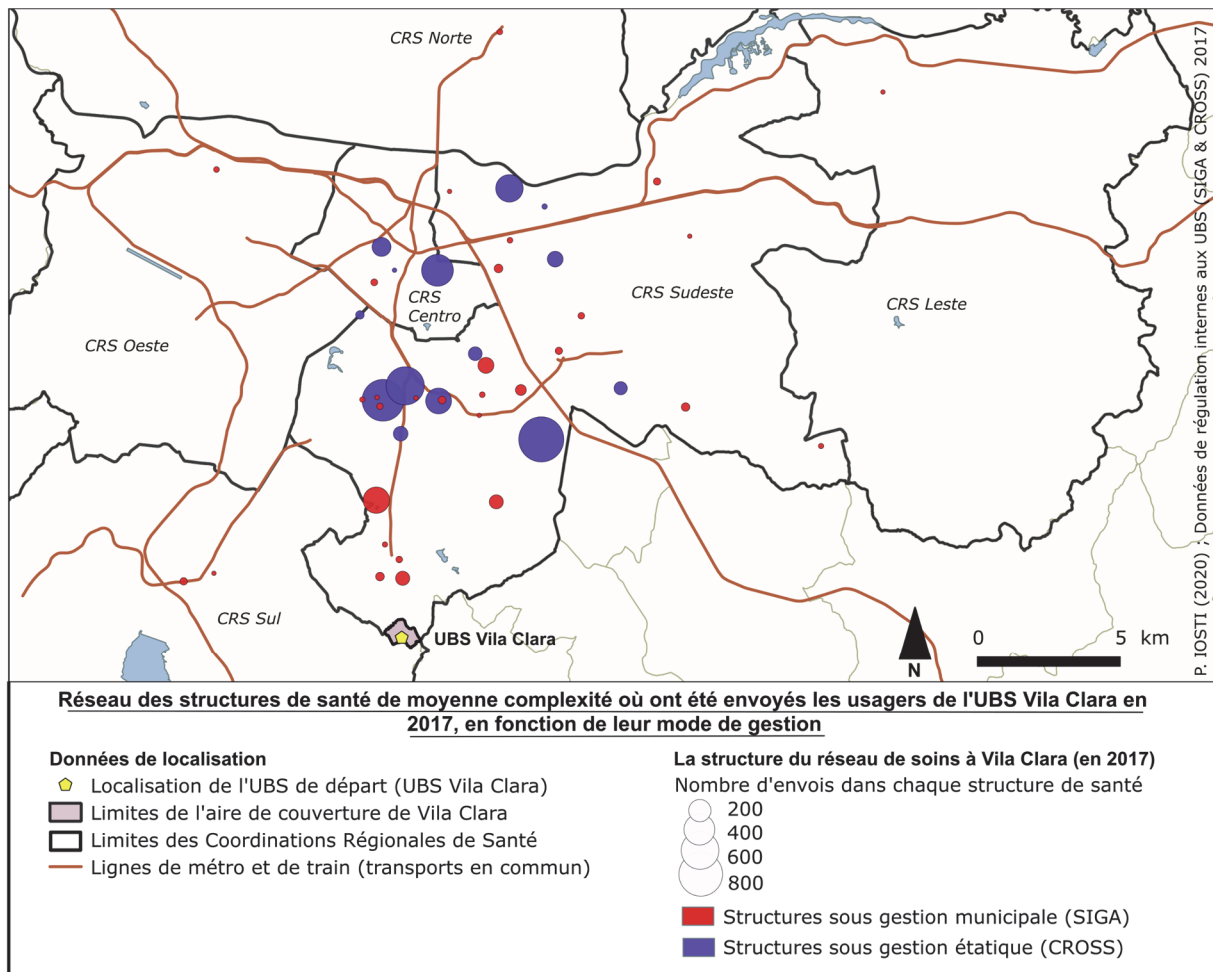 CRS Norte
CRS Sudeste
CRS Leste
CRS
Centro
CRS Oeste
CRS Sul
UBS Vila Clara
N
0 5 km
P. IOSTI (2020) ; Données de régulation internes aux UBS (SIGA & CROSS) 2017
Réseau des structures de santé de moyenne complexité où ont été envoyés les usagers de l'UBS Vila Clara en
2017, en fonction de leur mode de gestion
Données de localisation
Localisation de l'UBS de départ (UBS Vila Clara)
Limites de l'aire de couverture de Vila Clara
Limites des Coordinations Régionales de Santé
Lignes de métro et de train (transports en commun)
La structure du réseau de soins à Vila Clara (en 2017)
Nombre d'envois dans chaque structure de santé
200
400
600
800
Structures sous gestion municipale (SIGA)
Structures sous gestion étatique (CROSS)